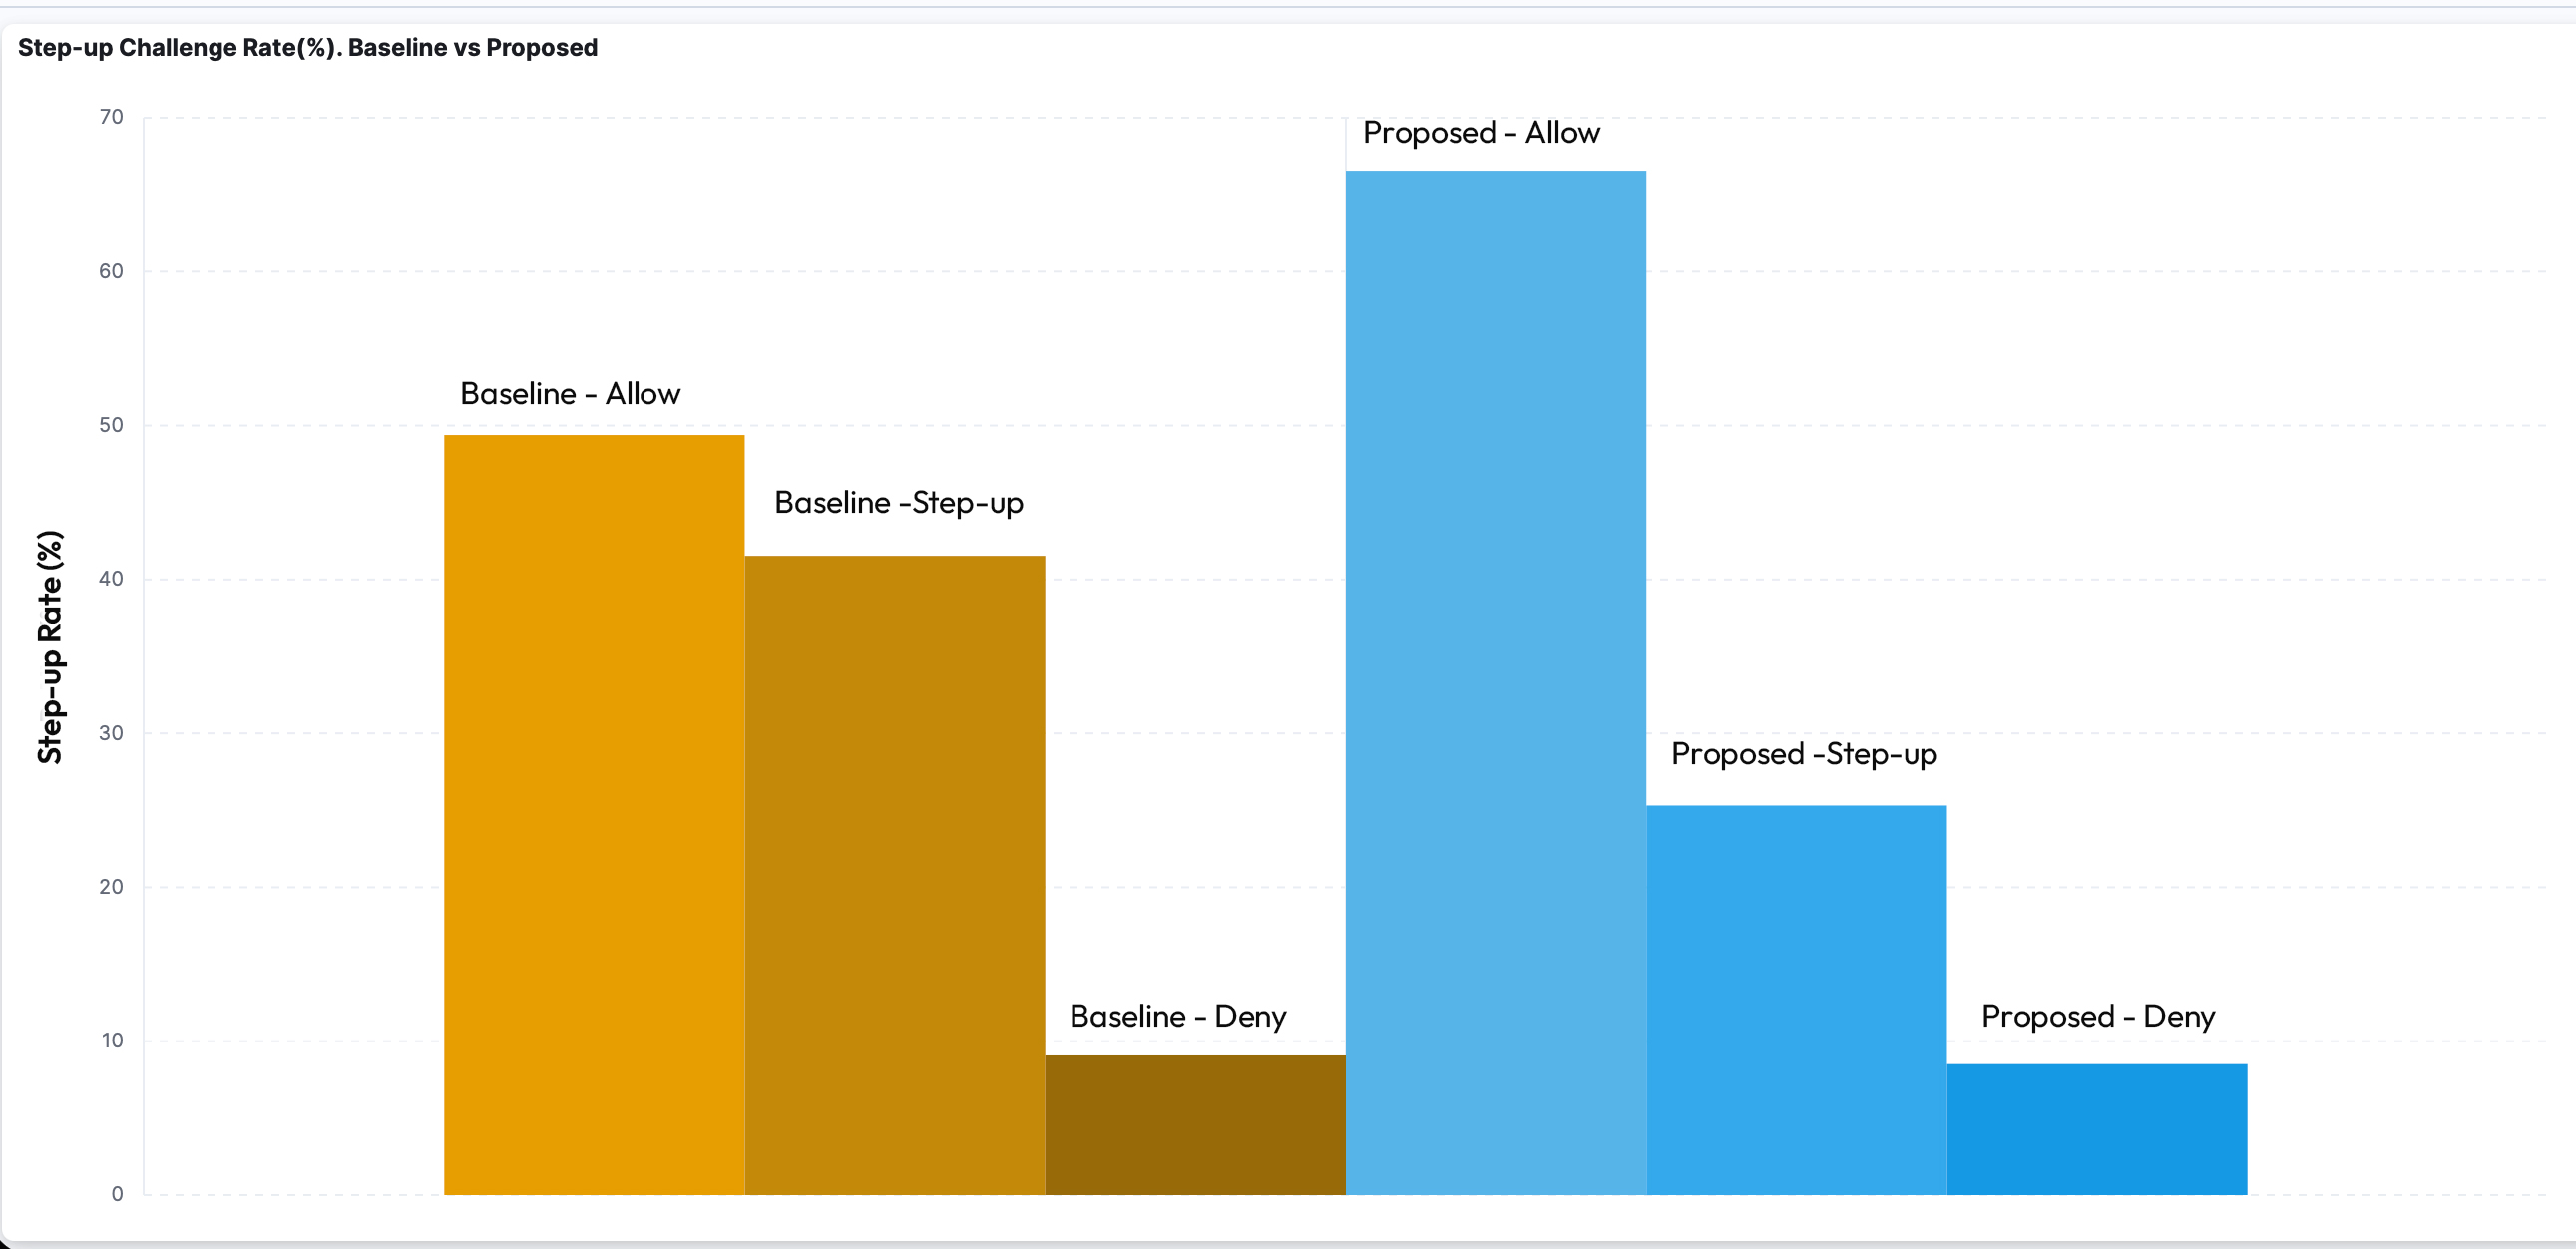 Step-up Challenge Rate(%). Baseline vs Proposed
70
60
50
40
30
20
10
0
Step-up Rate (%)
Baseline - Allow
Baseline -Step-up
Baseline - Deny
Proposed - Allow
Proposed -Step-up
Proposed - Deny